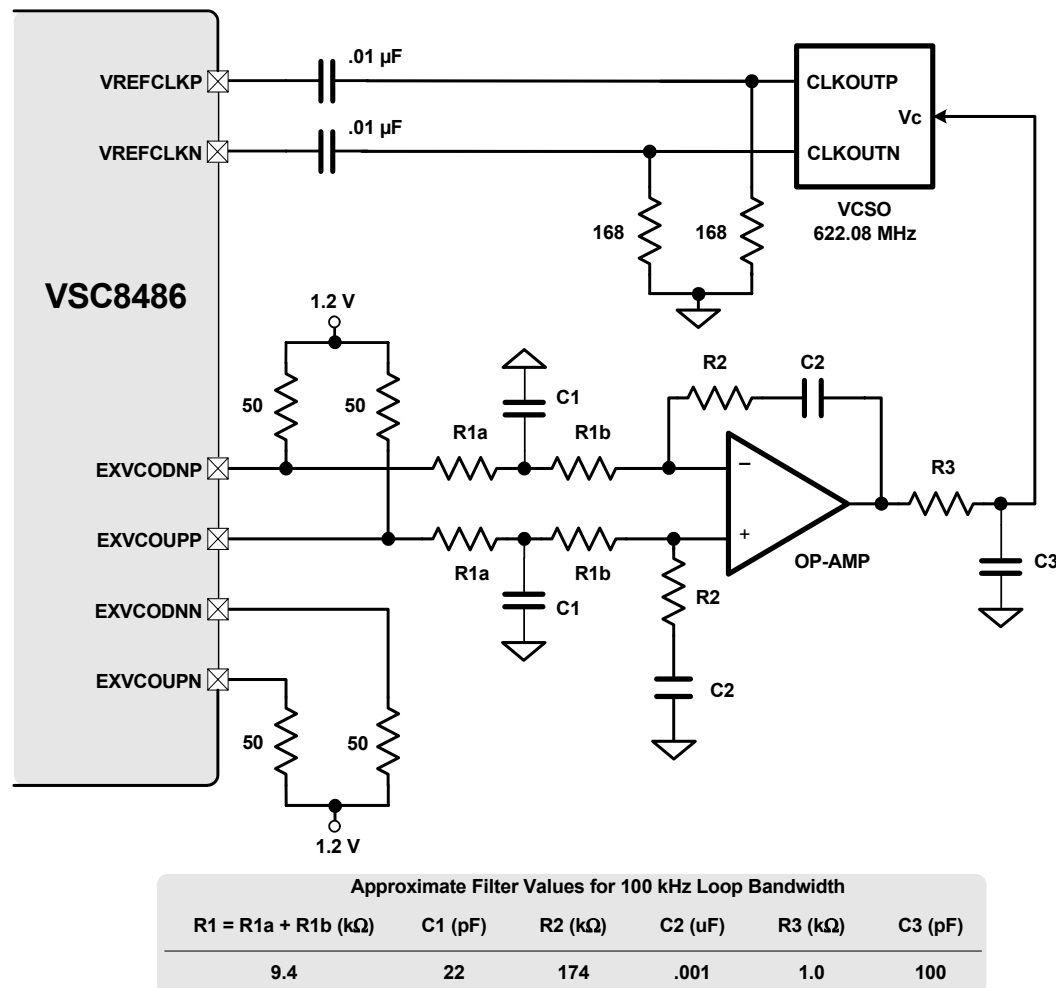 .01 µF
VREFCLKP
CLKOUTP
Vc
.01 µF
VREFCLKN
CLKOUTN
VCSO
622.08 MHz
168
168
VSC8486
1.2 V
R2
C2
50
50
C1
R1a
R1b
R3
EXVCODNP
−
EXVCOUPP
+
OP-AMP
R1a
R1b
C3
C1
R2
EXVCODNN
EXVCOUPN
C2
50
50
1.2 V
Approximate Filter Values for 100 kHz Loop Bandwidth
R1 = R1a + R1b (kΩ) C1 (pF) R2 (kΩ) C2 (uF) R3 (kΩ) C3 (pF)
9.4 22 174 .001 1.0 100